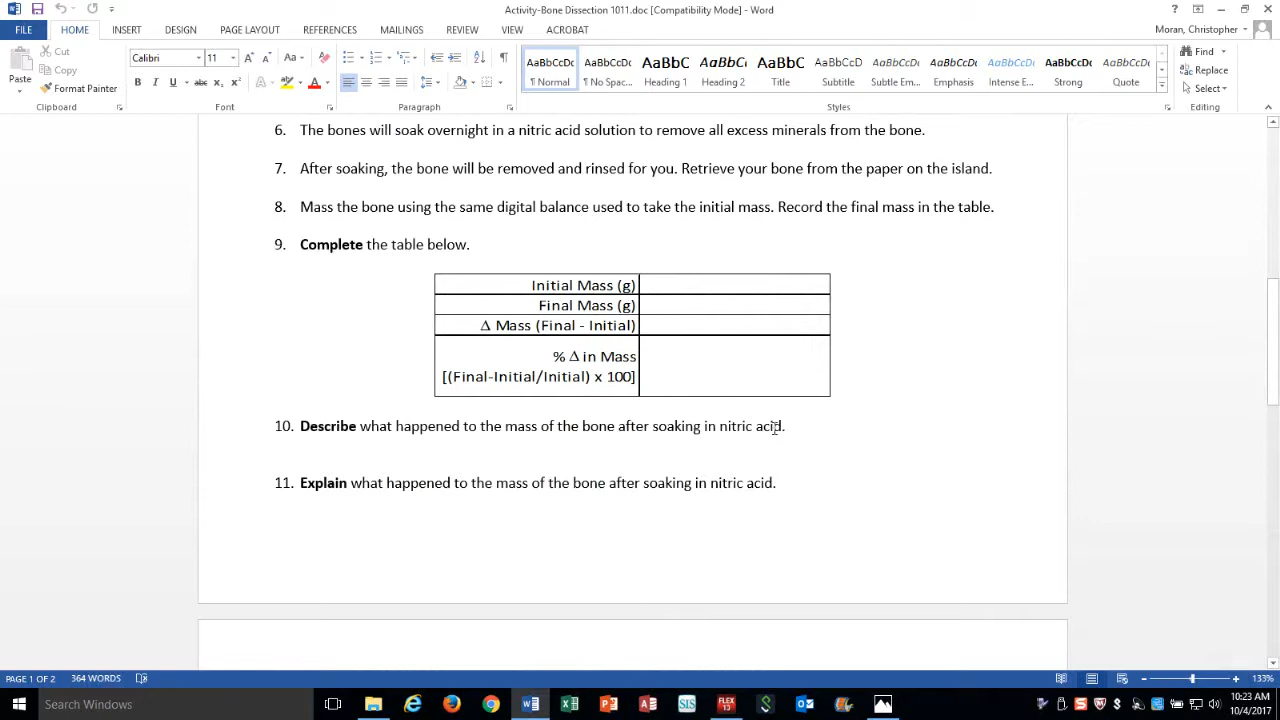 Activity-Bone Dissection 1011.doc [Compatibility Mode] - Word
FILE HOME INSERT DESIGN PAGE LAYOUT REFERENCES MAILINGS REVIEW VIEW ACROBAT Moran, Christopher
Paste Cut Copy Format Painter
Calibri 11
AaBbCcDc AaBbCcDc AaBbC AaBbCc AaBbC AaBbCcD AaBbCcDc AaBbCcDc AaBbCcDc AaBbCcDc AaBbCcDc
¶ Normal ¶ No Spac... Heading 1 Heading 2 Title Subtitle Subtle Em... Emphasis Intense E... Strong Quote
Find Replace Select
Clipboard Font Paragraph Styles Editing
6. The bones will soak overnight in a nitric acid solution to remove all excess minerals from the bone.
7. After soaking, the bone will be removed and rinsed for you. Retrieve your bone from the paper on the island.
8. Mass the bone using the same digital balance used to take the initial mass. Record the final mass in the table.
9. Complete the table below.
Initial Mass (g)
Final Mass (g)
Δ Mass (Final - Initial)
% Δ in Mass
[(Final-Initial/Initial) x 100]
10. Describe what happened to the mass of the bone after soaking in nitric acid.
11. Explain what happened to the mass of the bone after soaking in nitric acid.
PAGE 1 OF 2 364 WORDS 133%
Search Windows
10:23 AM
10/4/2017